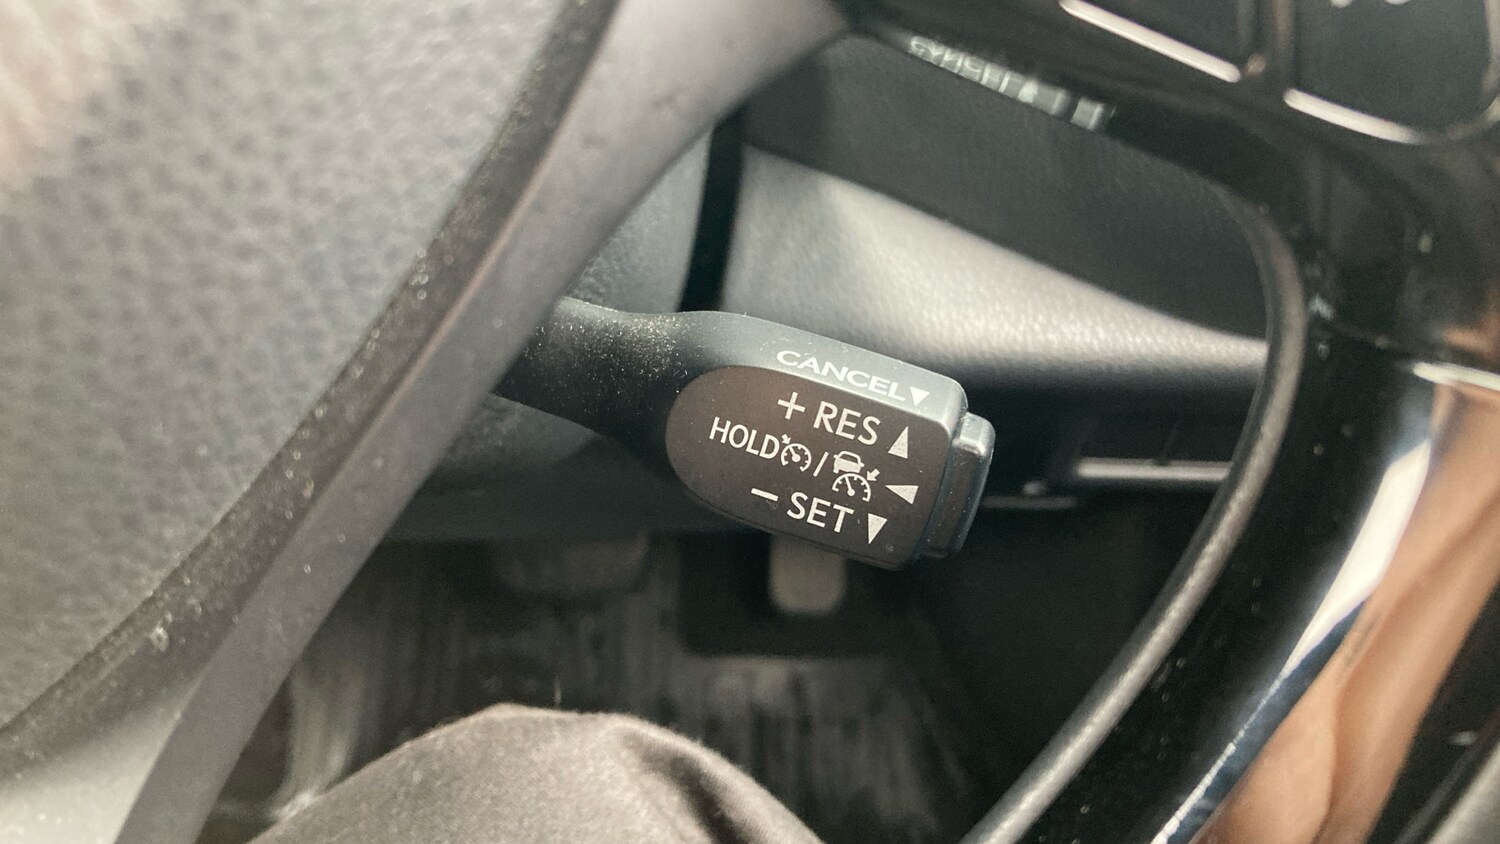 CANCEL▼
+ RES ▲
HOLD / ◀
− SET ▼